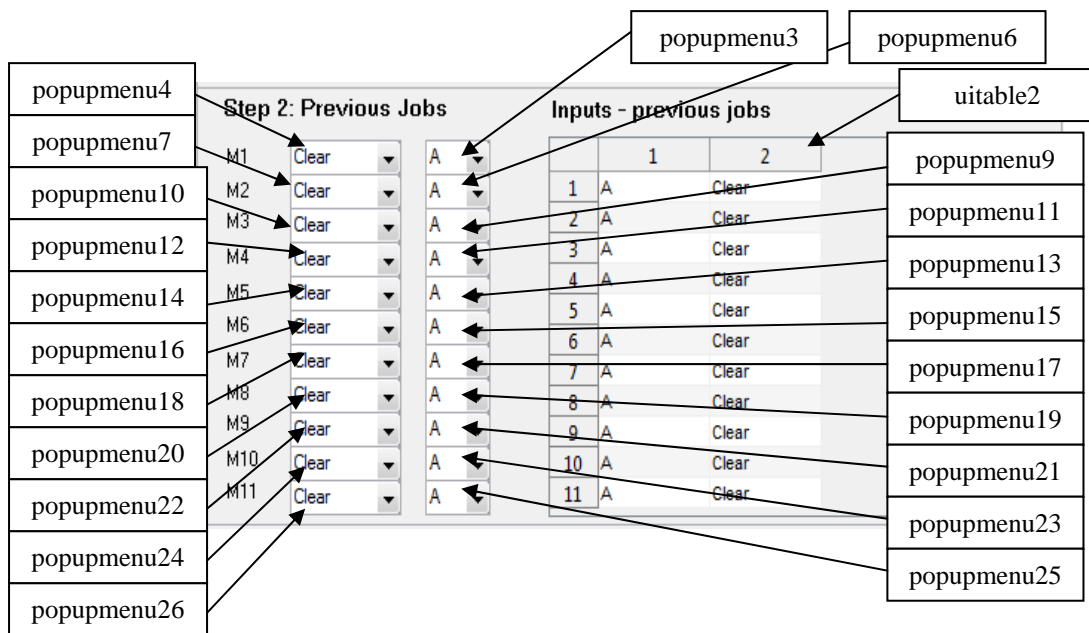 popupmenu3 popupmenu6
popupmenu4 uitable2
Step 2: Previous Jobs Inputs - previous jobs
popupmenu7
M1 Clear A 1 2 popupmenu9
popupmenu10 M2 Clear A 1 A Clear
popupmenu11
M3 Clear A 2 A Clear
popupmenu12 M4 Clear A 3 A Clear popupmenu13
popupmenu14 M5 Clear A 4 A Clear
5 A Clear popupmenu15
popupmenu16 M6 Clear A 6 A Clear
M7 Clear A 7 A Clear popupmenu17
popupmenu18 M8 Clear A 8 A Clear
popupmenu19
popupmenu20 M9 Clear A 9 A Clear
M10 Clear A 10 A Clear popupmenu21
popupmenu22 M11 Clear A 11 A Clear
popupmenu23
popupmenu24
popupmenu25
popupmenu26